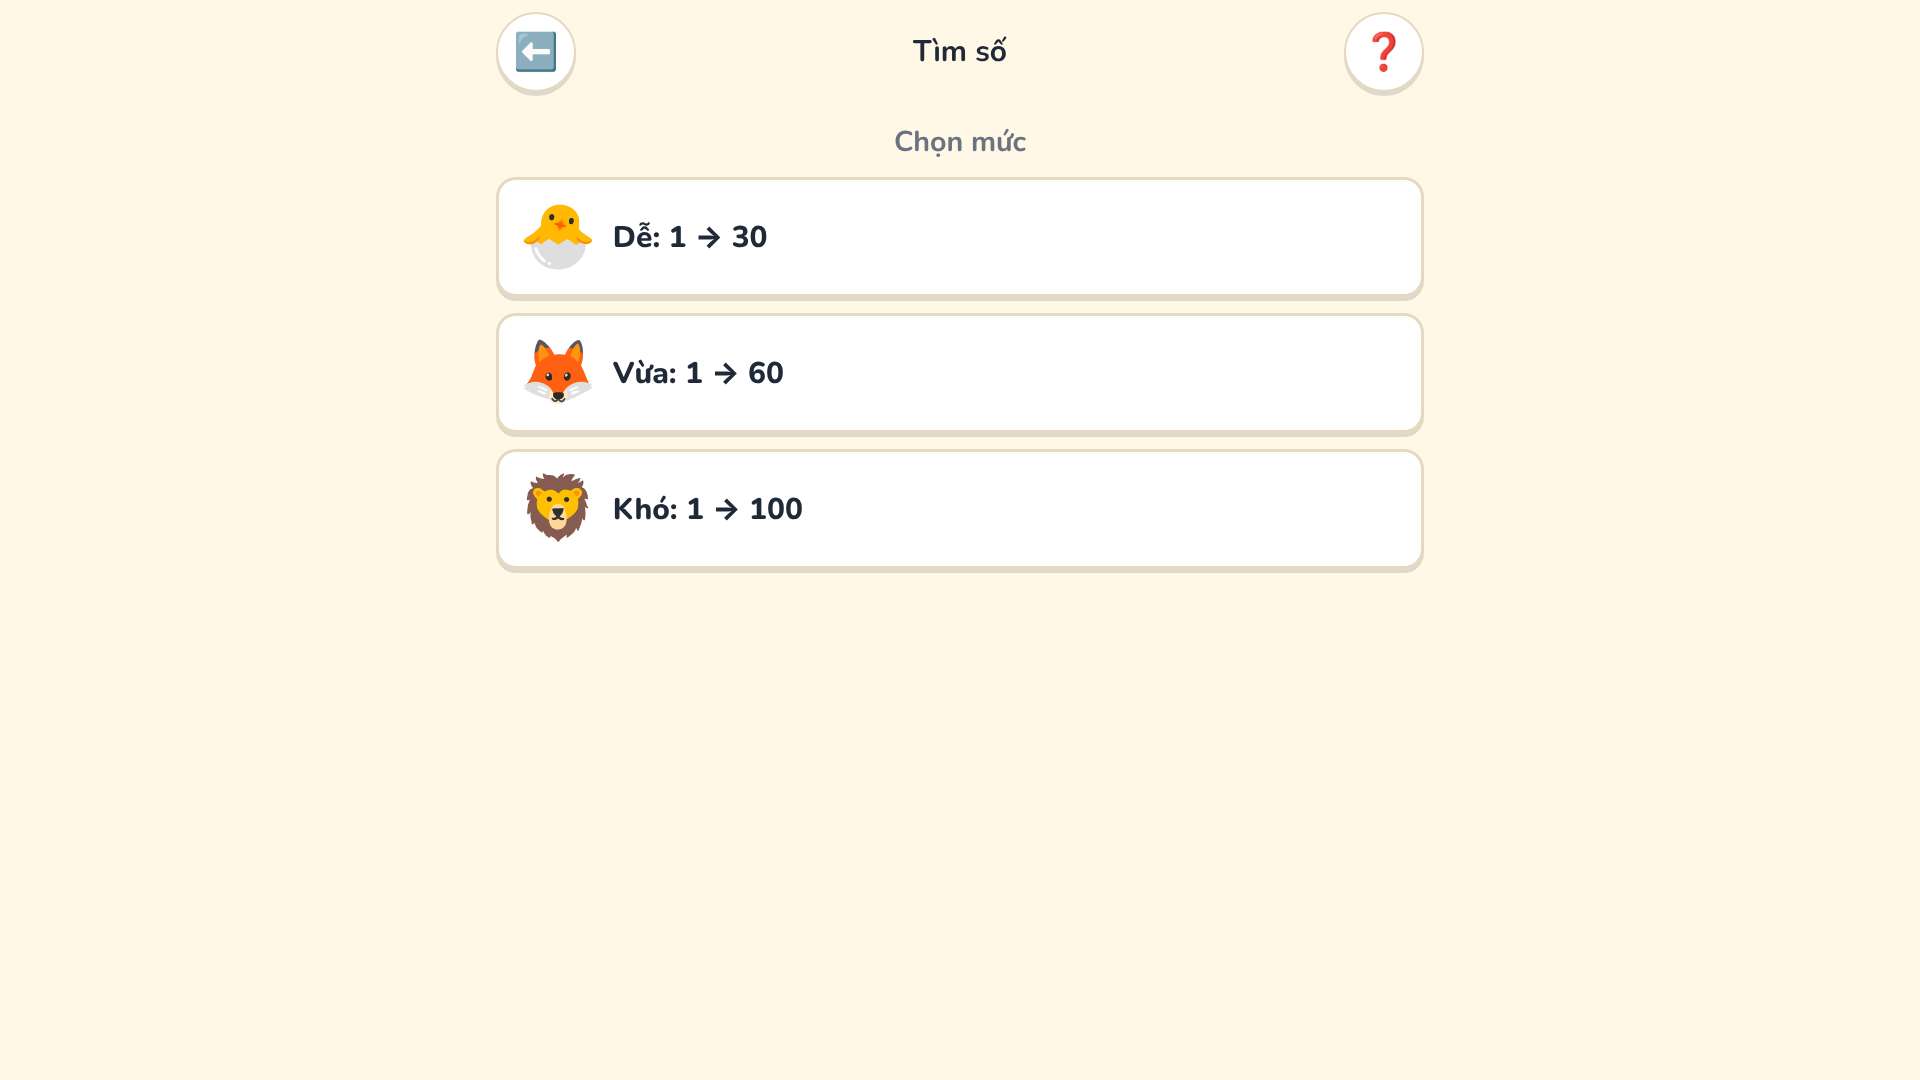 Tìm số
Chọn mức
Dễ: 1 → 30
Vừa: 1 → 60
Khó: 1 → 100